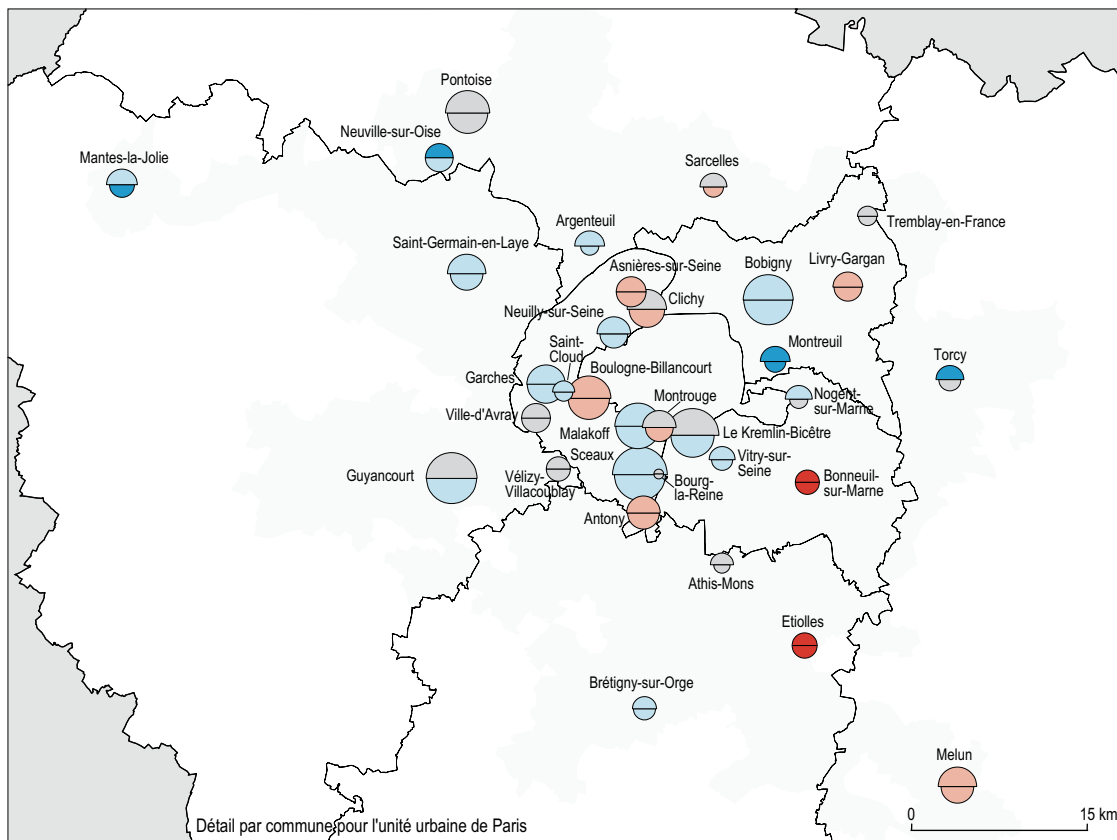 Pontoise
Neuville-sur-Oise
Mantes-la-Jolie
Sarcelles
Tremblay-en-France
Argenteuil
Saint-Germain-en-Laye
Asnières-sur-Seine
Bobigny
Livry-Gargan
Clichy
Neuilly-sur-Seine
Saint-
Cloud
Montreuil
Torcy
Garches
Boulogne-Billancourt
Nogent-
sur-Marne
Ville-d'Avray
Montrouge
Malakoff
Le Kremlin-Bicêtre
Sceaux
Vitry-sur-
Seine
Guyancourt
Vélizy-
Villacoublay
Bourg-
la-Reine
Bonneuil-
sur-Marne
Antony
Athis-Mons
Etiolles
Brétigny-sur-Orge
Melun
Détail par commune pour l'unité urbaine de Paris
0 15 km